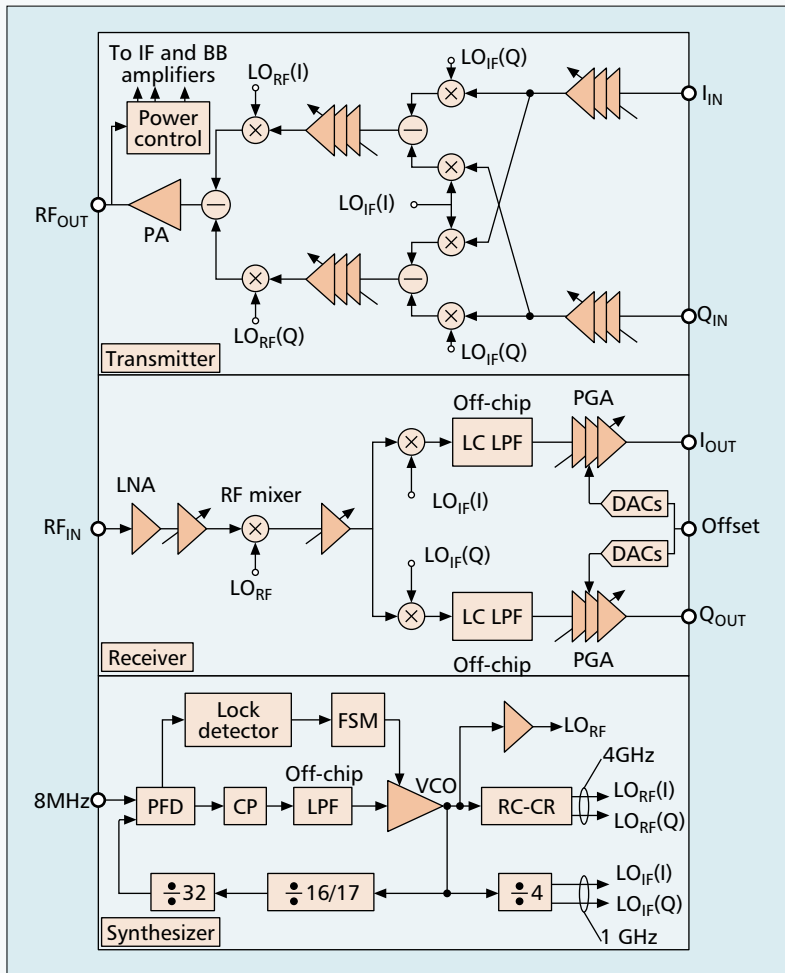 To IF and BB
amplifiers
Power
control
LO_RF(I)
LO_IF(Q)
I_IN
RF_OUT
PA
LO_IF(I)
LO_RF(Q)
LO_IF(Q)
Q_IN
Transmitter
Off-chip
LC LPF
PGA
I_OUT
LNA
RF mixer
LO_IF(I)
DACs
RF_IN
Offset
LO_RF
LO_IF(Q)
DACs
LC LPF
Q_OUT
Off-chip
PGA
Receiver
Lock
detector
FSM
LO_RF
Off-chip
VCO
4GHz
8MHz
PFD
CP
LPF
RC-CR
LO_RF(I)
LO_RF(Q)
÷32
÷16/17
÷4
LO_IF(I)
LO_IF(Q)
1 GHz
Synthesizer